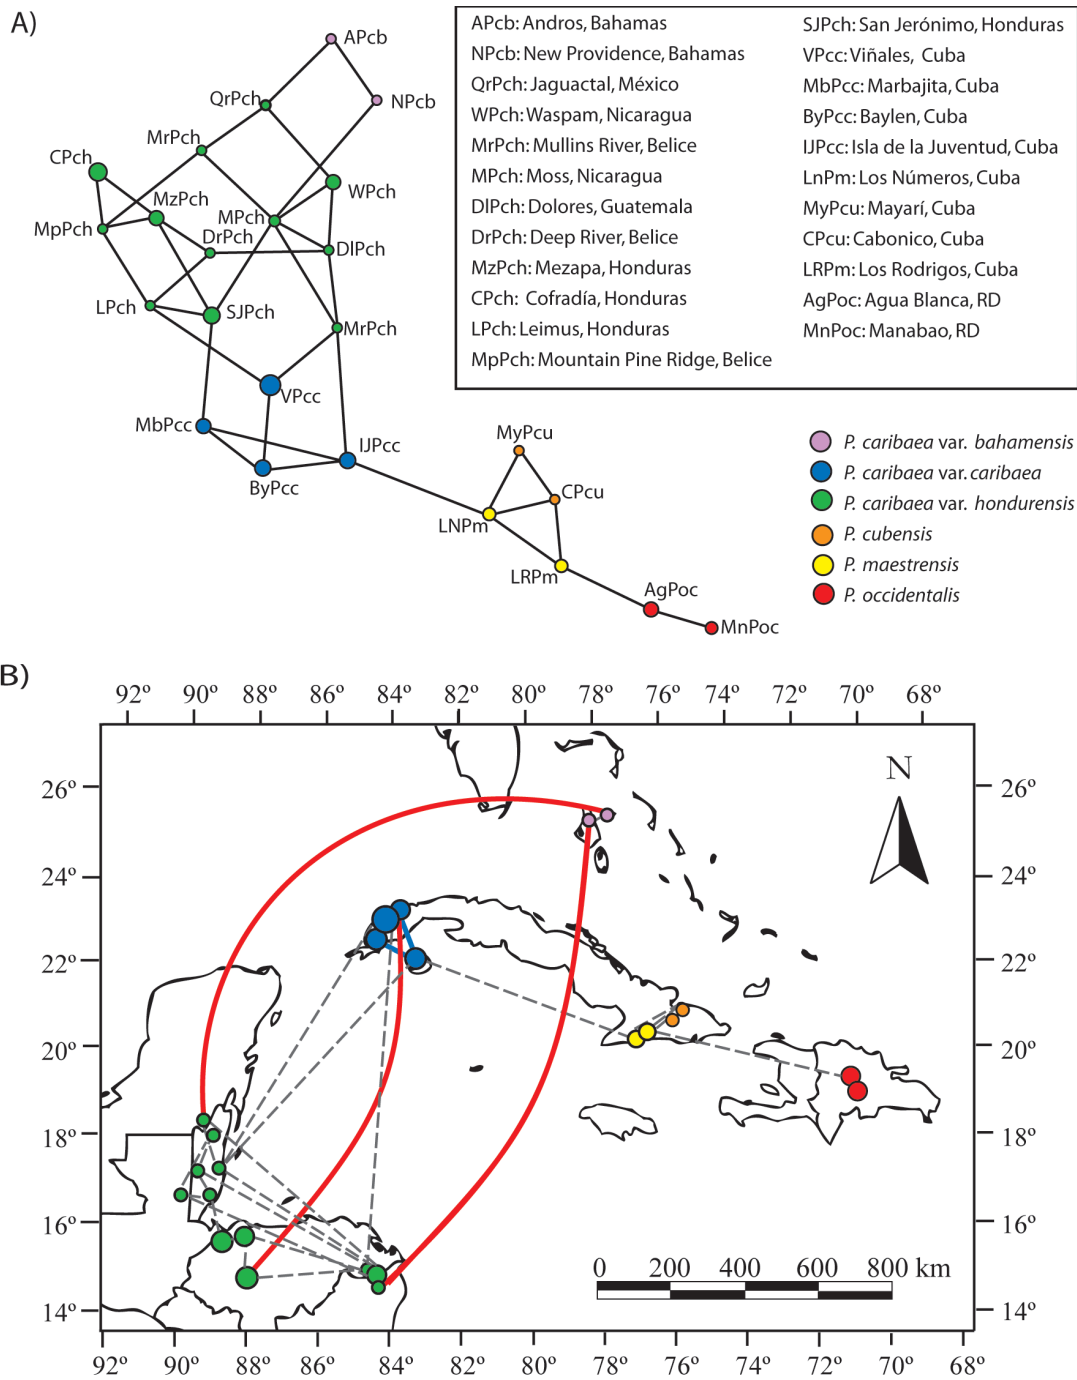 A)
APcb
NPcb
QrPch
MrPch
CPch
MzPch
WPch
MPch
MpPch
DrPch
DlPch
LPch
SJPch
MrPch
VPcc
MbPcc
IJPcc
ByPcc
MyPcu
CPcu
LNPm
LRPm
AgPoc
MnPoc
APcb: Andros, Bahamas
NPcb: New Providence, Bahamas
QrPch: Jaguactal, México
WPch: Waspam, Nicaragua
MrPch: Mullins River, Belice
MPch: Moss, Nicaragua
DlPch: Dolores, Guatemala
DrPch: Deep River, Belice
MzPch: Mezapa, Honduras
CPch: Cofradía, Honduras
LPch: Leimus, Honduras
MpPch: Mountain Pine Ridge, Belice
SJPch: San Jerónimo, Honduras
VPcc: Viñales, Cuba
MbPcc: Marbajita, Cuba
ByPcc: Baylen, Cuba
IJPcc: Isla de la Juventud, Cuba
LnPm: Los Números, Cuba
MyPcu: Mayarí, Cuba
CPcu: Cabonico, Cuba
LRPm: Los Rodrigos, Cuba
AgPoc: Agua Blanca, RD
MnPoc: Manabao, RD
P. caribaea var. bahamensis
P. caribaea var. caribaea
P. caribaea var. hondurensis
P. cubensis
P. maestrensis
P. occidentalis
B)
92º 90º 88º 86º 84º 82º 80º 78º 76º 74º 72º 70º 68º
26º
24º
22º
20º
18º
16º
14º
N
26º
24º
22º
20º
18º
16º
14º
0 200 400 600 800 km
92º 90º 88º 86º 84º 82º 80º 78º 76º 74º 72º 70º 68º